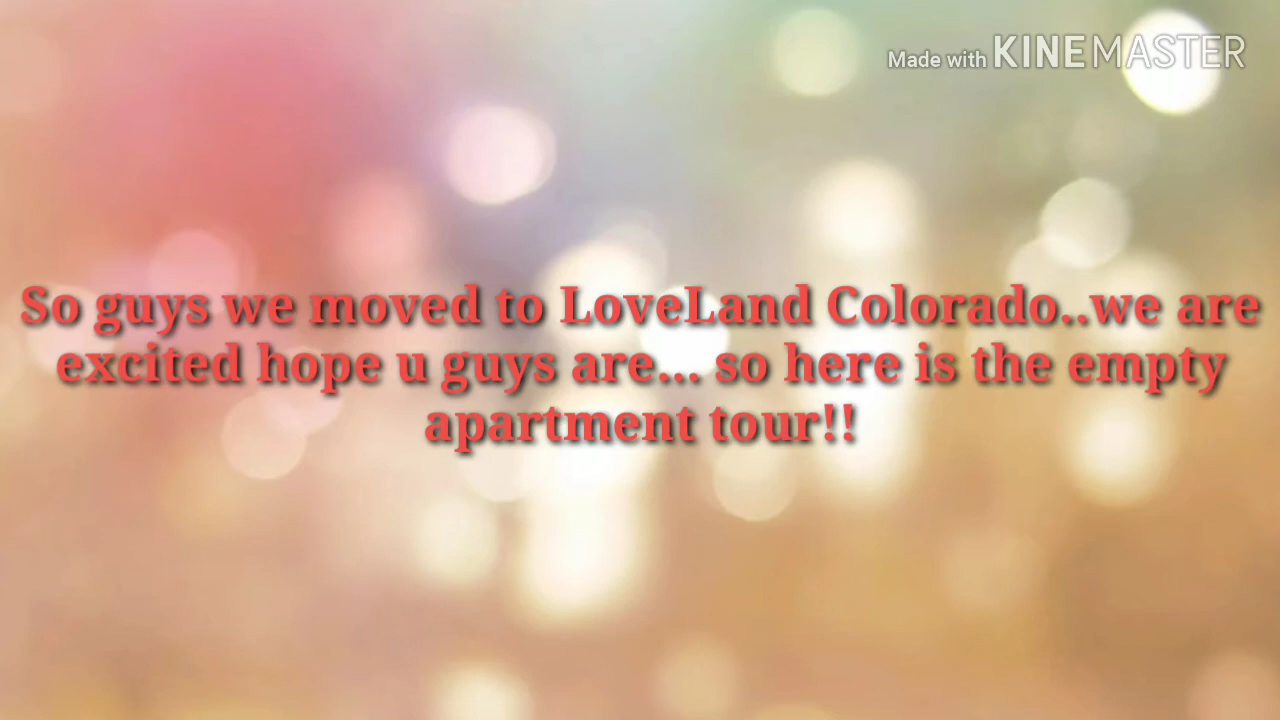 Made with KINEMASTER
So guys we moved to LoveLand Colorado..we are
excited hope u guys are... so here is the empty
apartment tour!!